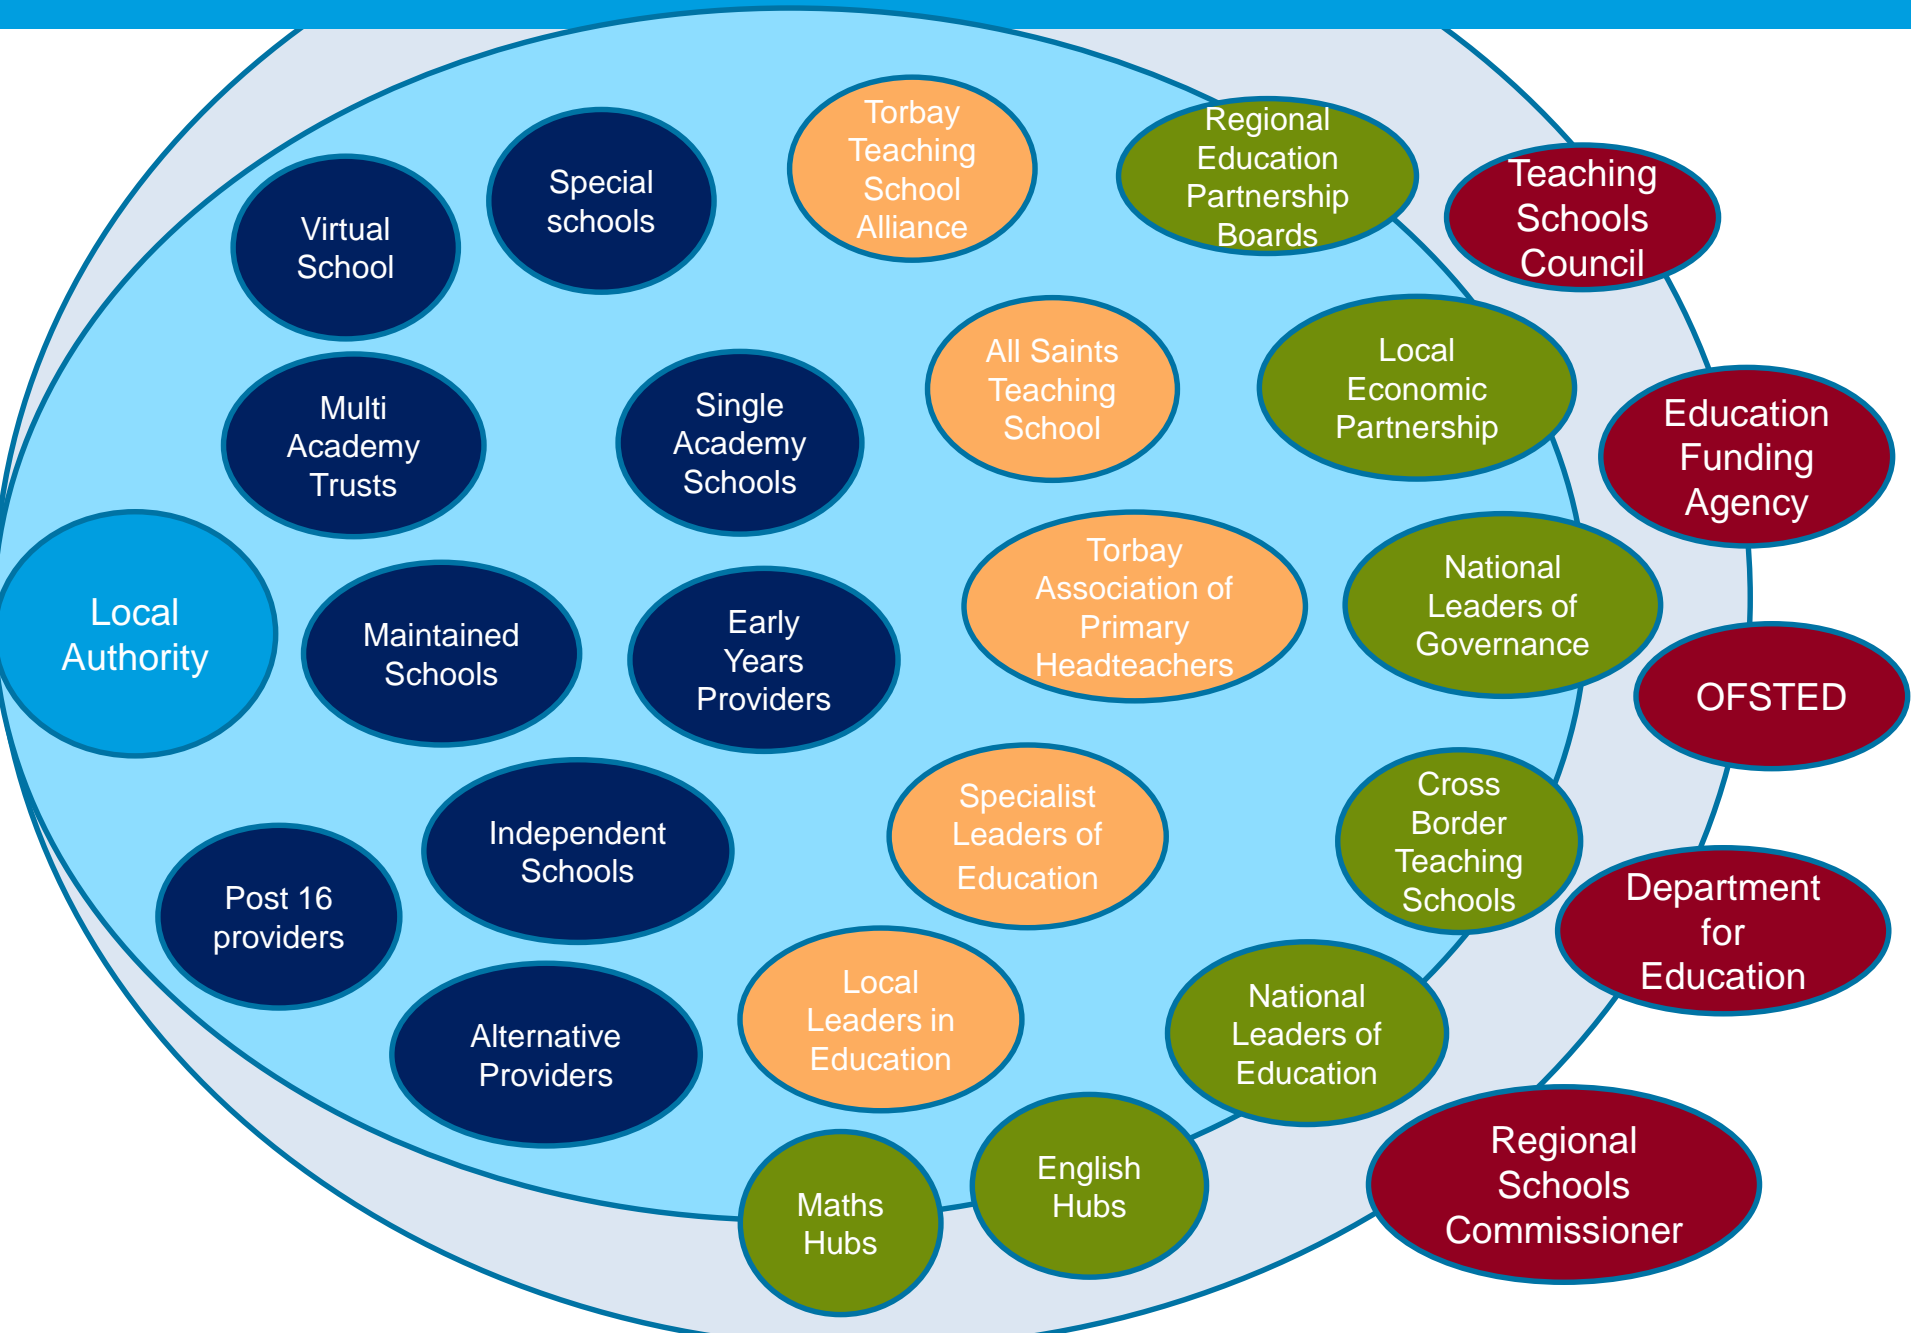 Torbay
Teaching
School
Alliance
Regional
Education
Partnership
Boards
Special
schools
Teaching
Schools
Council
Virtual
School
All Saints
Teaching
School
Local
Economic
Partnership
Multi
Academy
Trusts
Single
Academy
Schools
Education
Funding
Agency
Torbay
Association of
Primary
Headteachers
National
Leaders of
Governance
Local
Authority
Maintained
Schools
Early
Years
Providers
OFSTED
Specialist
Leaders of
Education
Cross
Border
Teaching
Schools
Independent
Schools
Post 16
providers
Department
for
Education
Local
Leaders in
Education
National
Leaders of
Education
Alternative
Providers
Maths
Hubs
English
Hubs
Regional
Schools
Commissioner